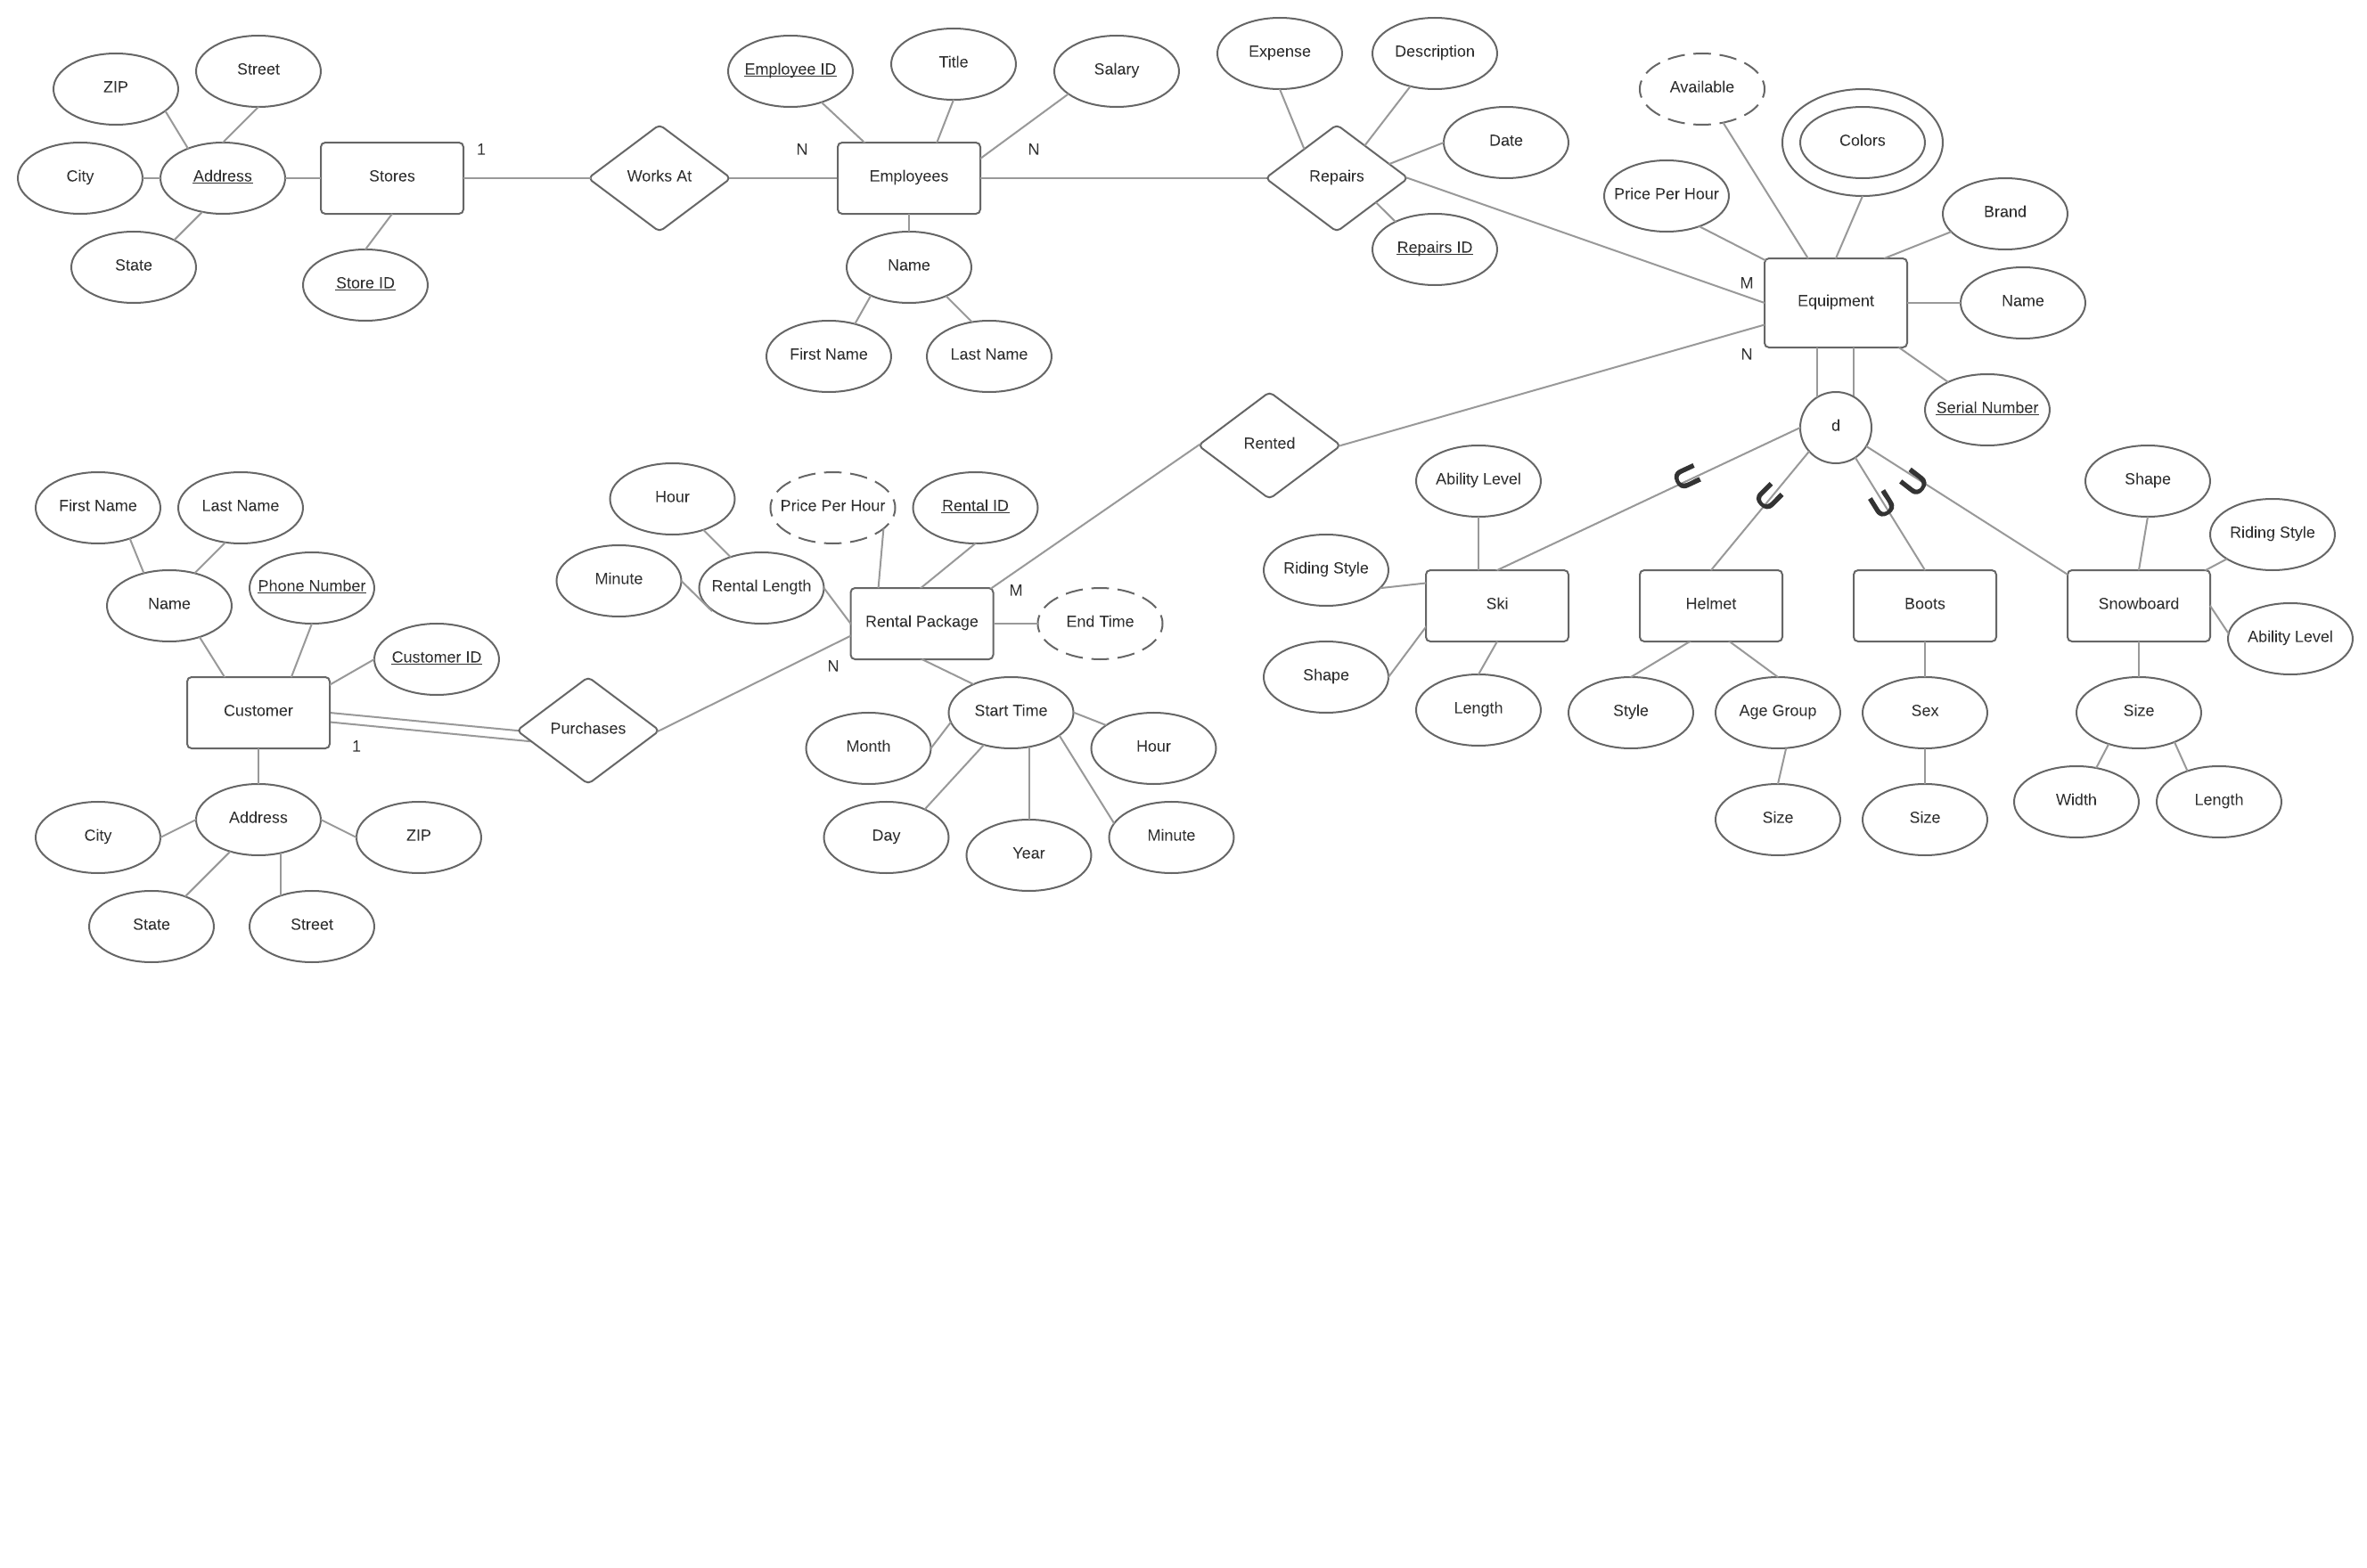 Expense
Description
Title
Street
Employee ID
Salary
ZIP
Available
Colors
Date
1
N
N
City
Address
Stores
Works At
Employees
Repairs
Price Per Hour
Brand
Repairs ID
State
Name
Store ID
M
Equipment
Name
First Name
Last Name
N
Serial Number
d
Rented
Ability Level
Shape
Hour
First Name
Last Name
Price Per Hour
Rental ID
Riding Style
Riding Style
Minute
Rental Length
Phone Number
M
Name
Ski
Helmet
Boots
Snowboard
Rental Package
End Time
Ability Level
Customer ID
N
Shape
Customer
Start Time
Length
Style
Age Group
Sex
Size
Purchases
1
Month
Hour
Width
Length
Address
Size
Size
City
ZIP
Day
Minute
Year
State
Street